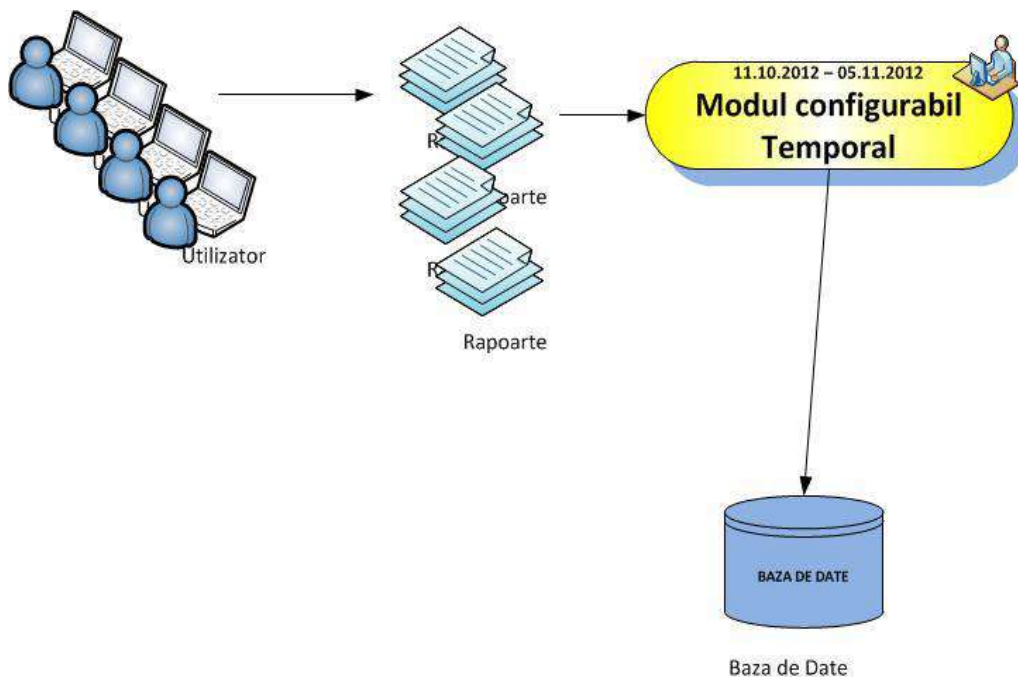 11.10.2012 – 05.11.2012
Modul configurabil
Temporal
Utilizator
Rapoarte
BAZA DE DATE
Baza de Date